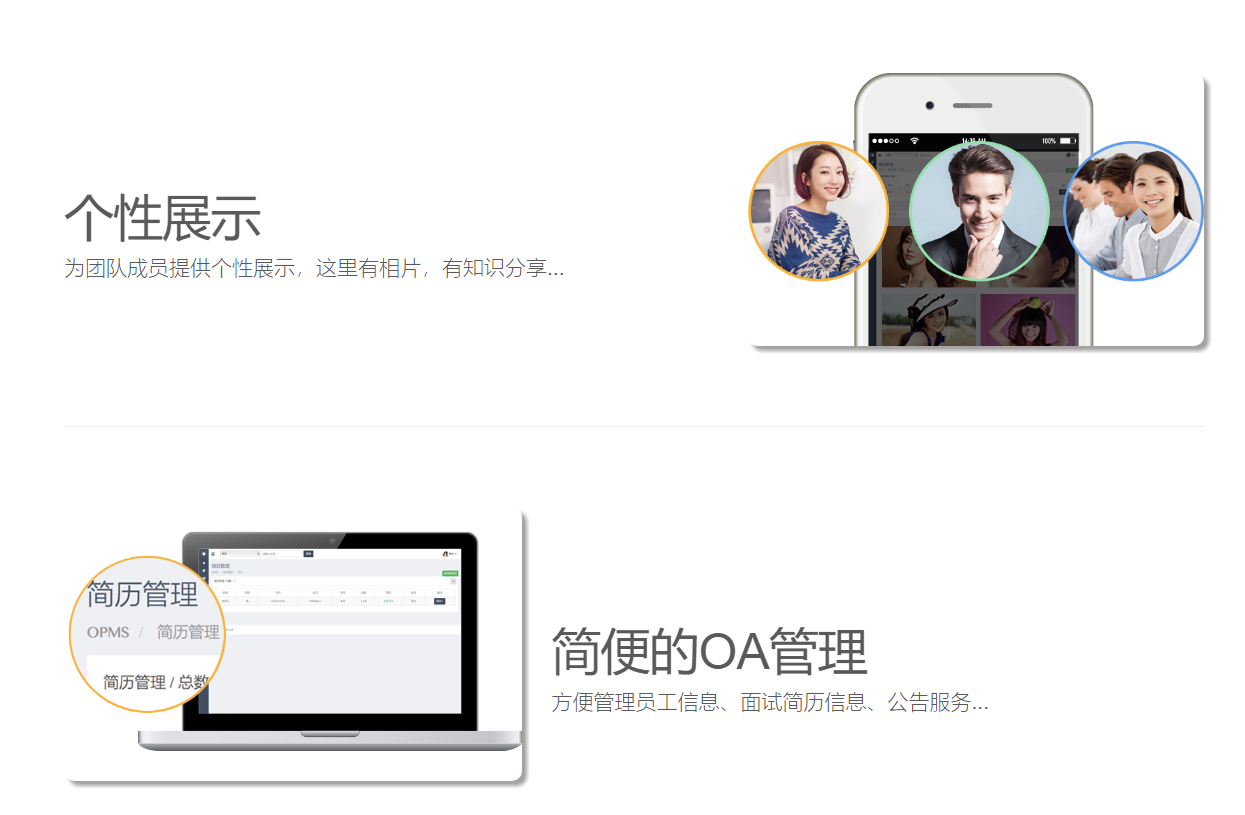 个性展示
为团队成员提供个性展示，这里有相片，有知识分享...
100%
简历管理
OPMS / 简历管理
简历管理 / 总数
简便的OA管理
方便管理员工信息、面试简历信息、公告服务...